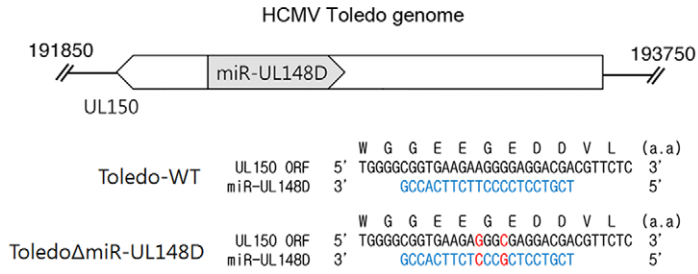 HCMV Toledo genome
191850 193750
miR-UL148D
UL150
W G G E E G E D D V L (a.a)
Toledo-WT UL150 ORF 5' TGGGGCGGTGAAGAAGGGGAGGACGACGTTCTC 3'
miR-UL148D 3' GCCACTTCTTCCCCTCCTGCT 5'
W G G E E G E D D V L (a.a)
ToledoΔmiR-UL148D UL150 ORF 5' TGGGGCGGTGAAGAGGGCGAGGACGACGTTCTC 3'
miR-UL148D 3' GCCACTTCTCCCGCTCCTGCT 5'